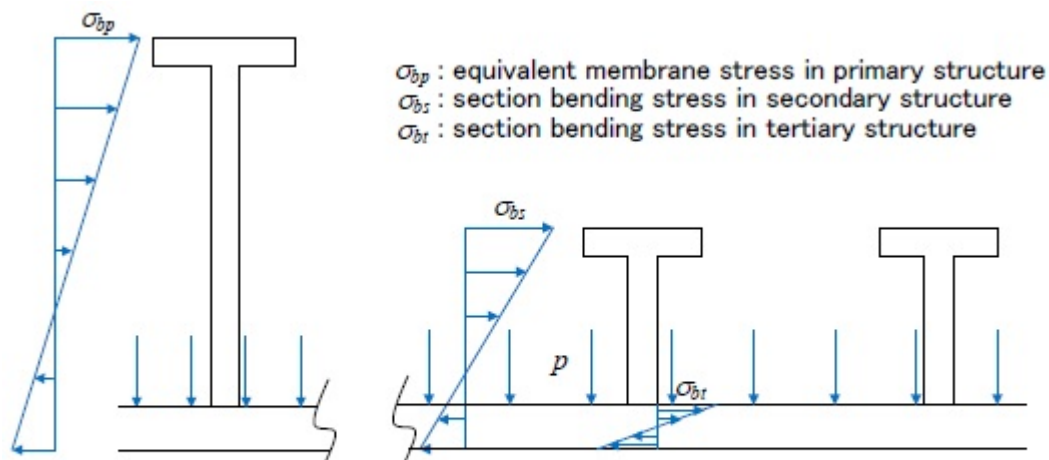 σbp
σbp : equivalent membrane stress in primary structure
σbs : section bending stress in secondary structure
σbt : section bending stress in tertiary structure
σbs
p
σbt